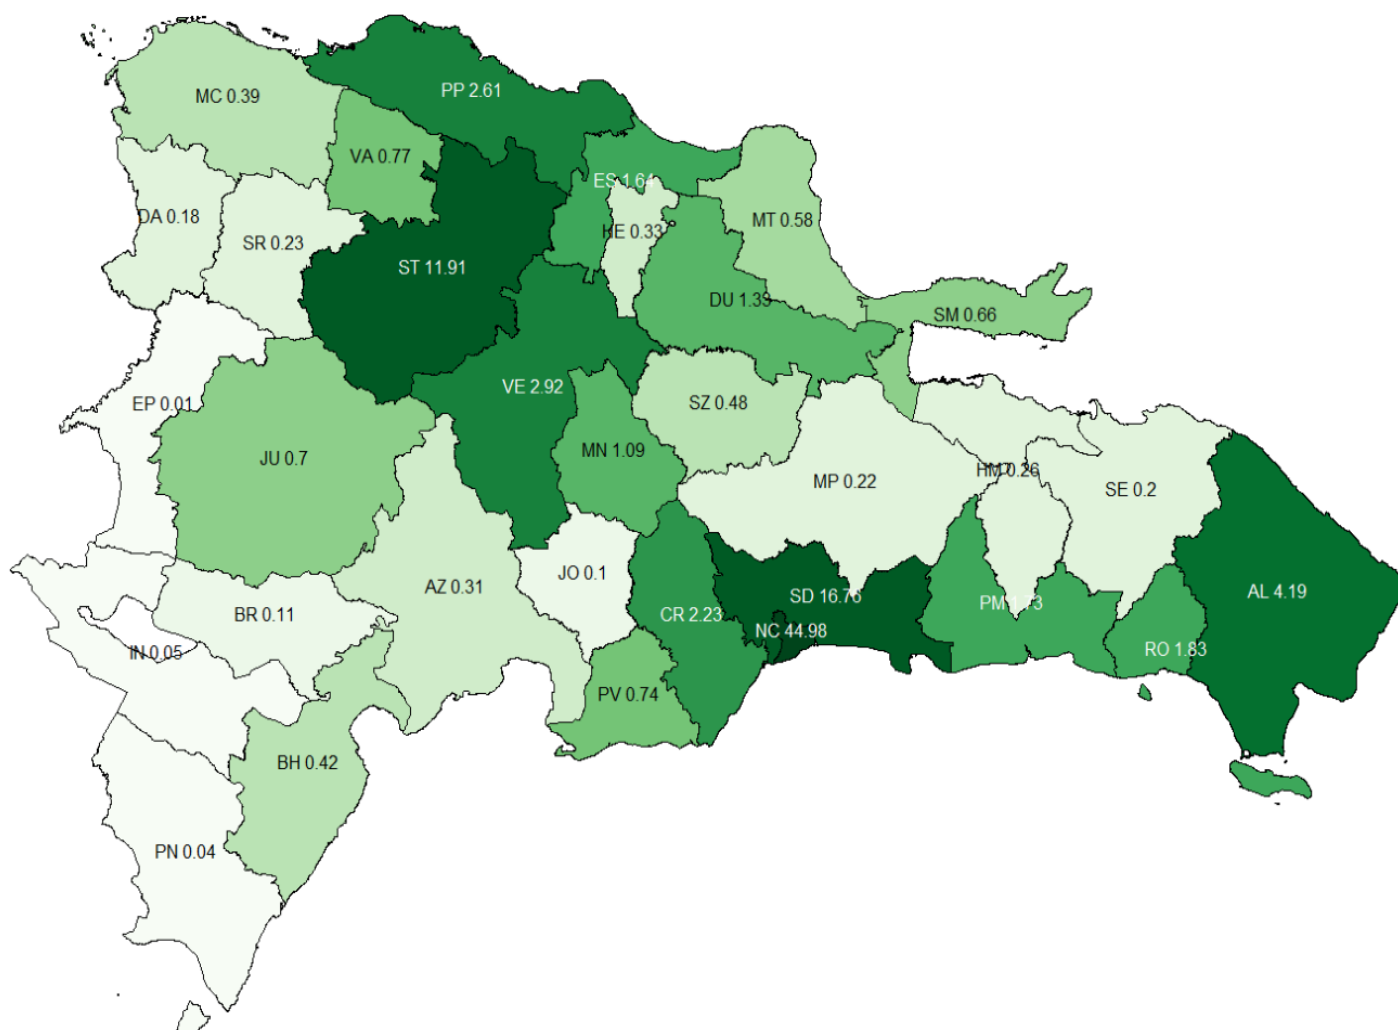 PP 2.61
MC 0.39
VA 0.77
ES 1.64
DA 0.18
MT 0.58
HE 0.33
SR 0.23
ST 11.91
DU 1.33
SM 0.66
VE 2.92
EP 0.01
SZ 0.48
MN 1.09
JU 0.7
HM 0.26
MP 0.22
SE 0.2
JO 0.1
AZ 0.31
AL 4.19
SD 16.76
PM 1.73
BR 0.11
CR 2.23
NC 44.98
RO 1.83
IN 0.05
PV 0.74
BH 0.42
PN 0.04